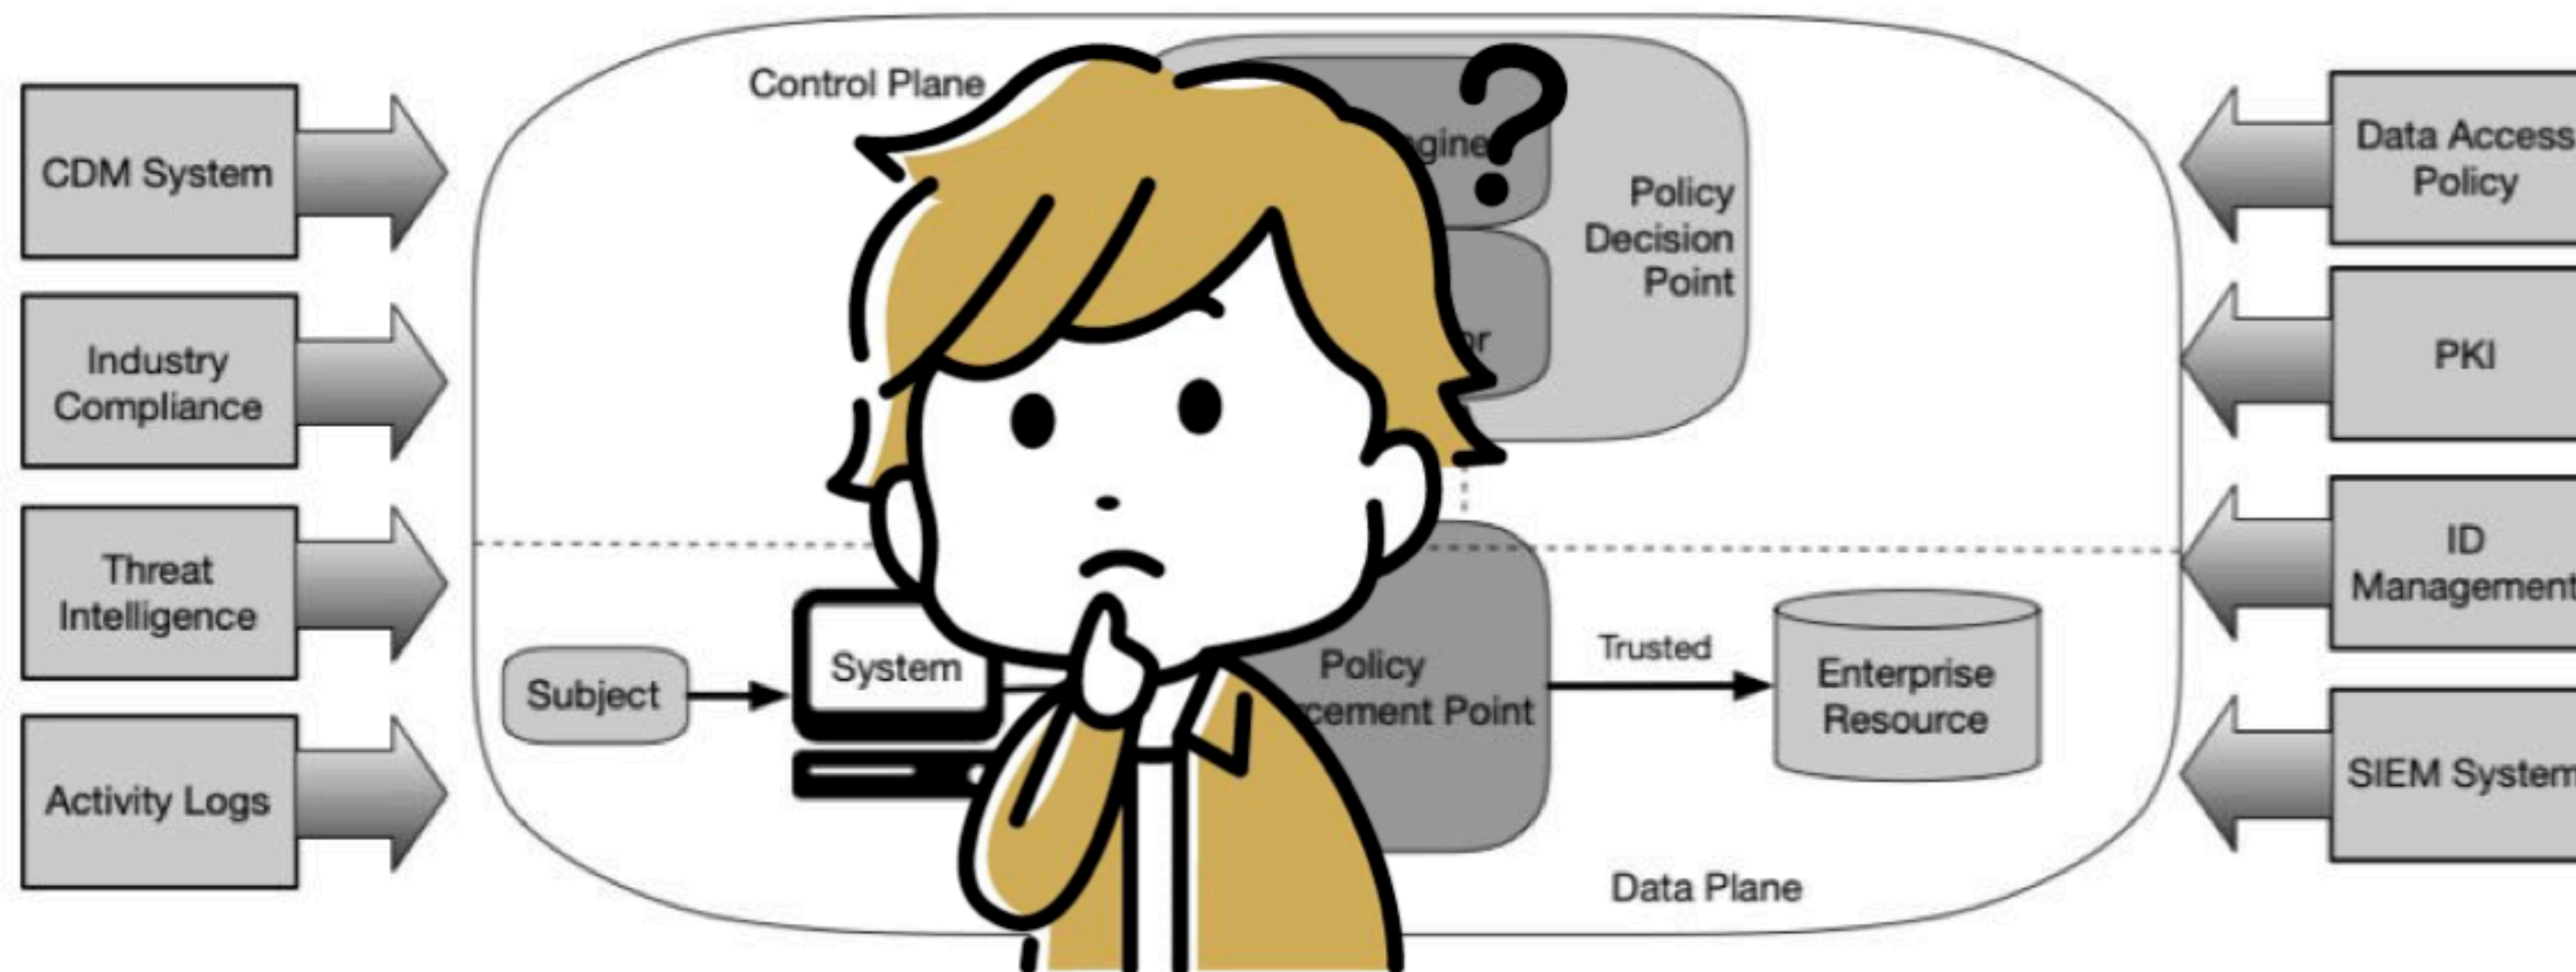 Control Plane
?
CDM System
Industry
Compliance
Threat
Intelligence
Activity Logs
Policy
Decision
Point
Subject
System
Policy
Point
Trusted
Enterprise
Resource
Data Plane
Data Access
Policy
PKI
ID
Management
SIEM System